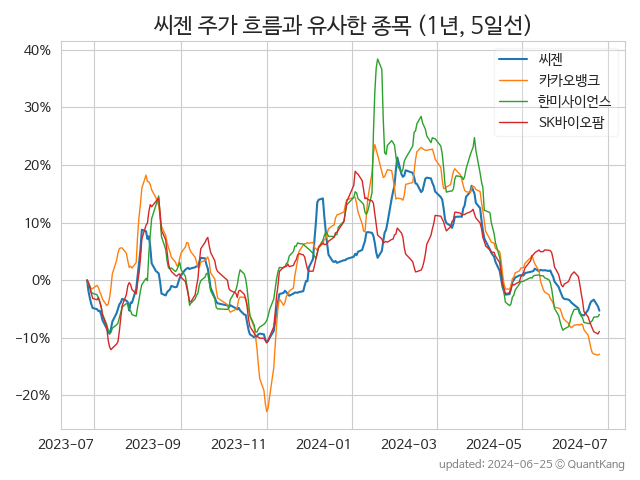 씨젠 주가 흐름과 유사한 종목 (1년, 5일선)
40%
30%
20%
10%
0%
−10%
−20%
씨젠
카카오뱅크
한미사이언스
SK바이오팜
2023-07
2023-09
2023-11
2024-01
2024-03
2024-05
2024-07
updated: 2024-06-25 ⓒ QuantKang